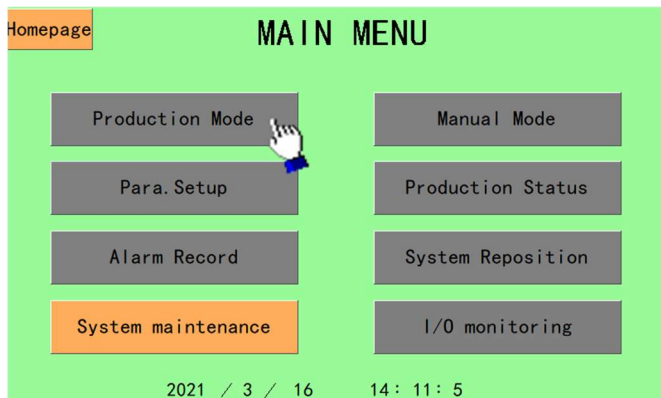 Homepage
MAIN MENU
Production Mode
Manual Mode
Para.Setup
Production Status
Alarm Record
System Reposition
System maintenance
I/O monitoring
2021 / 3 / 16 14: 11: 5